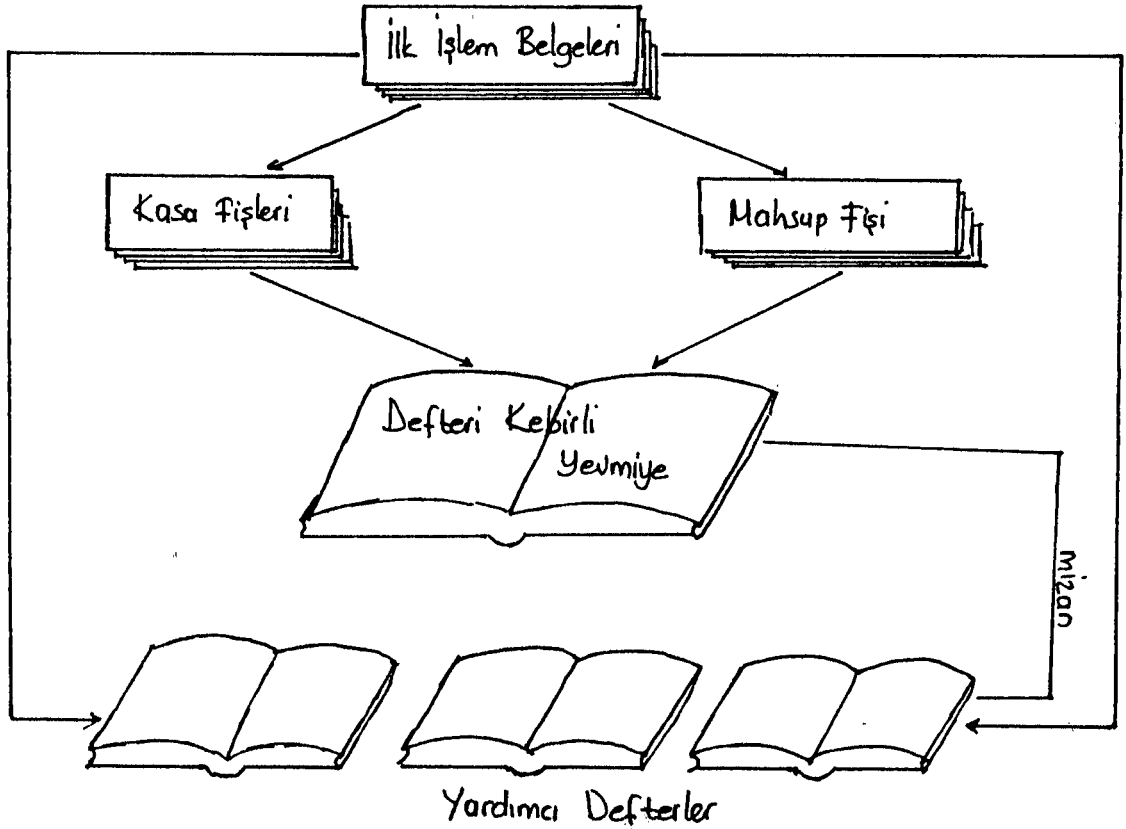 İlk İşlem Belgeleri
Kasa Fişleri
Mahsup Fişi
Defteri Kebirli
Yevmiye
mizan
Yardımcı Defterler